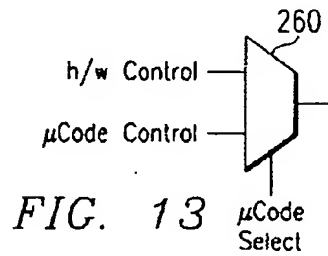 260
h/w Control
μCode Control
FIG. 13
μCode
Select